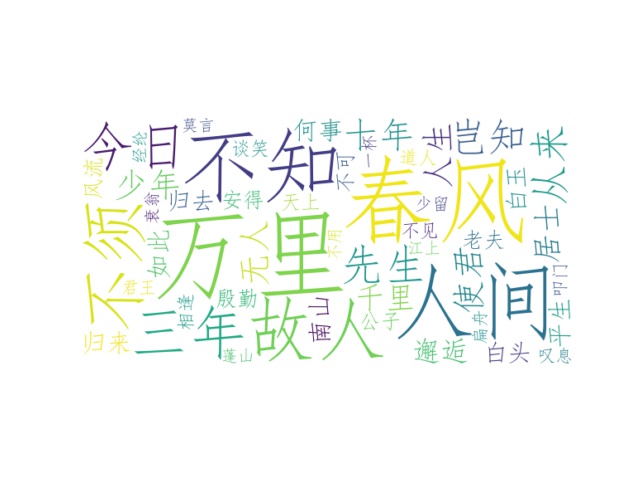 莫言
今日
经纶
不知
谈笑
何事
十年
一杯
不可
道人
人生
岂知
从来
风流
少年
衰翁
归去
安得
天上
春风
少留
白玉
居士
不须
万里
如此
无人
不用
不见
江上
老夫
先生
使君
人间
君王
殷勤
三年
相逢
故人
南山
千里
公子
扁舟
平生
叩门
归来
蓬山
邂逅
白头
叹息